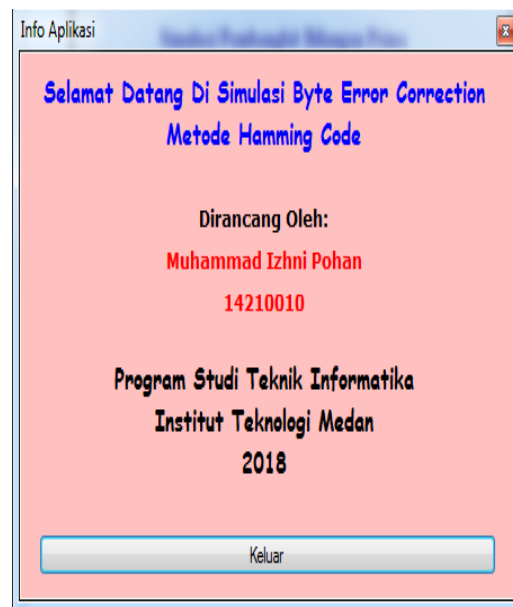 Info Aplikasi
Selamat Datang Di Simulasi Byte Error Correction
Metode Hamming Code
Dirancang Oleh:
Muhammad Izhni Pohan
14210010
Program Studi Teknik Informatika
Institut Teknologi Medan
2018
Keluar